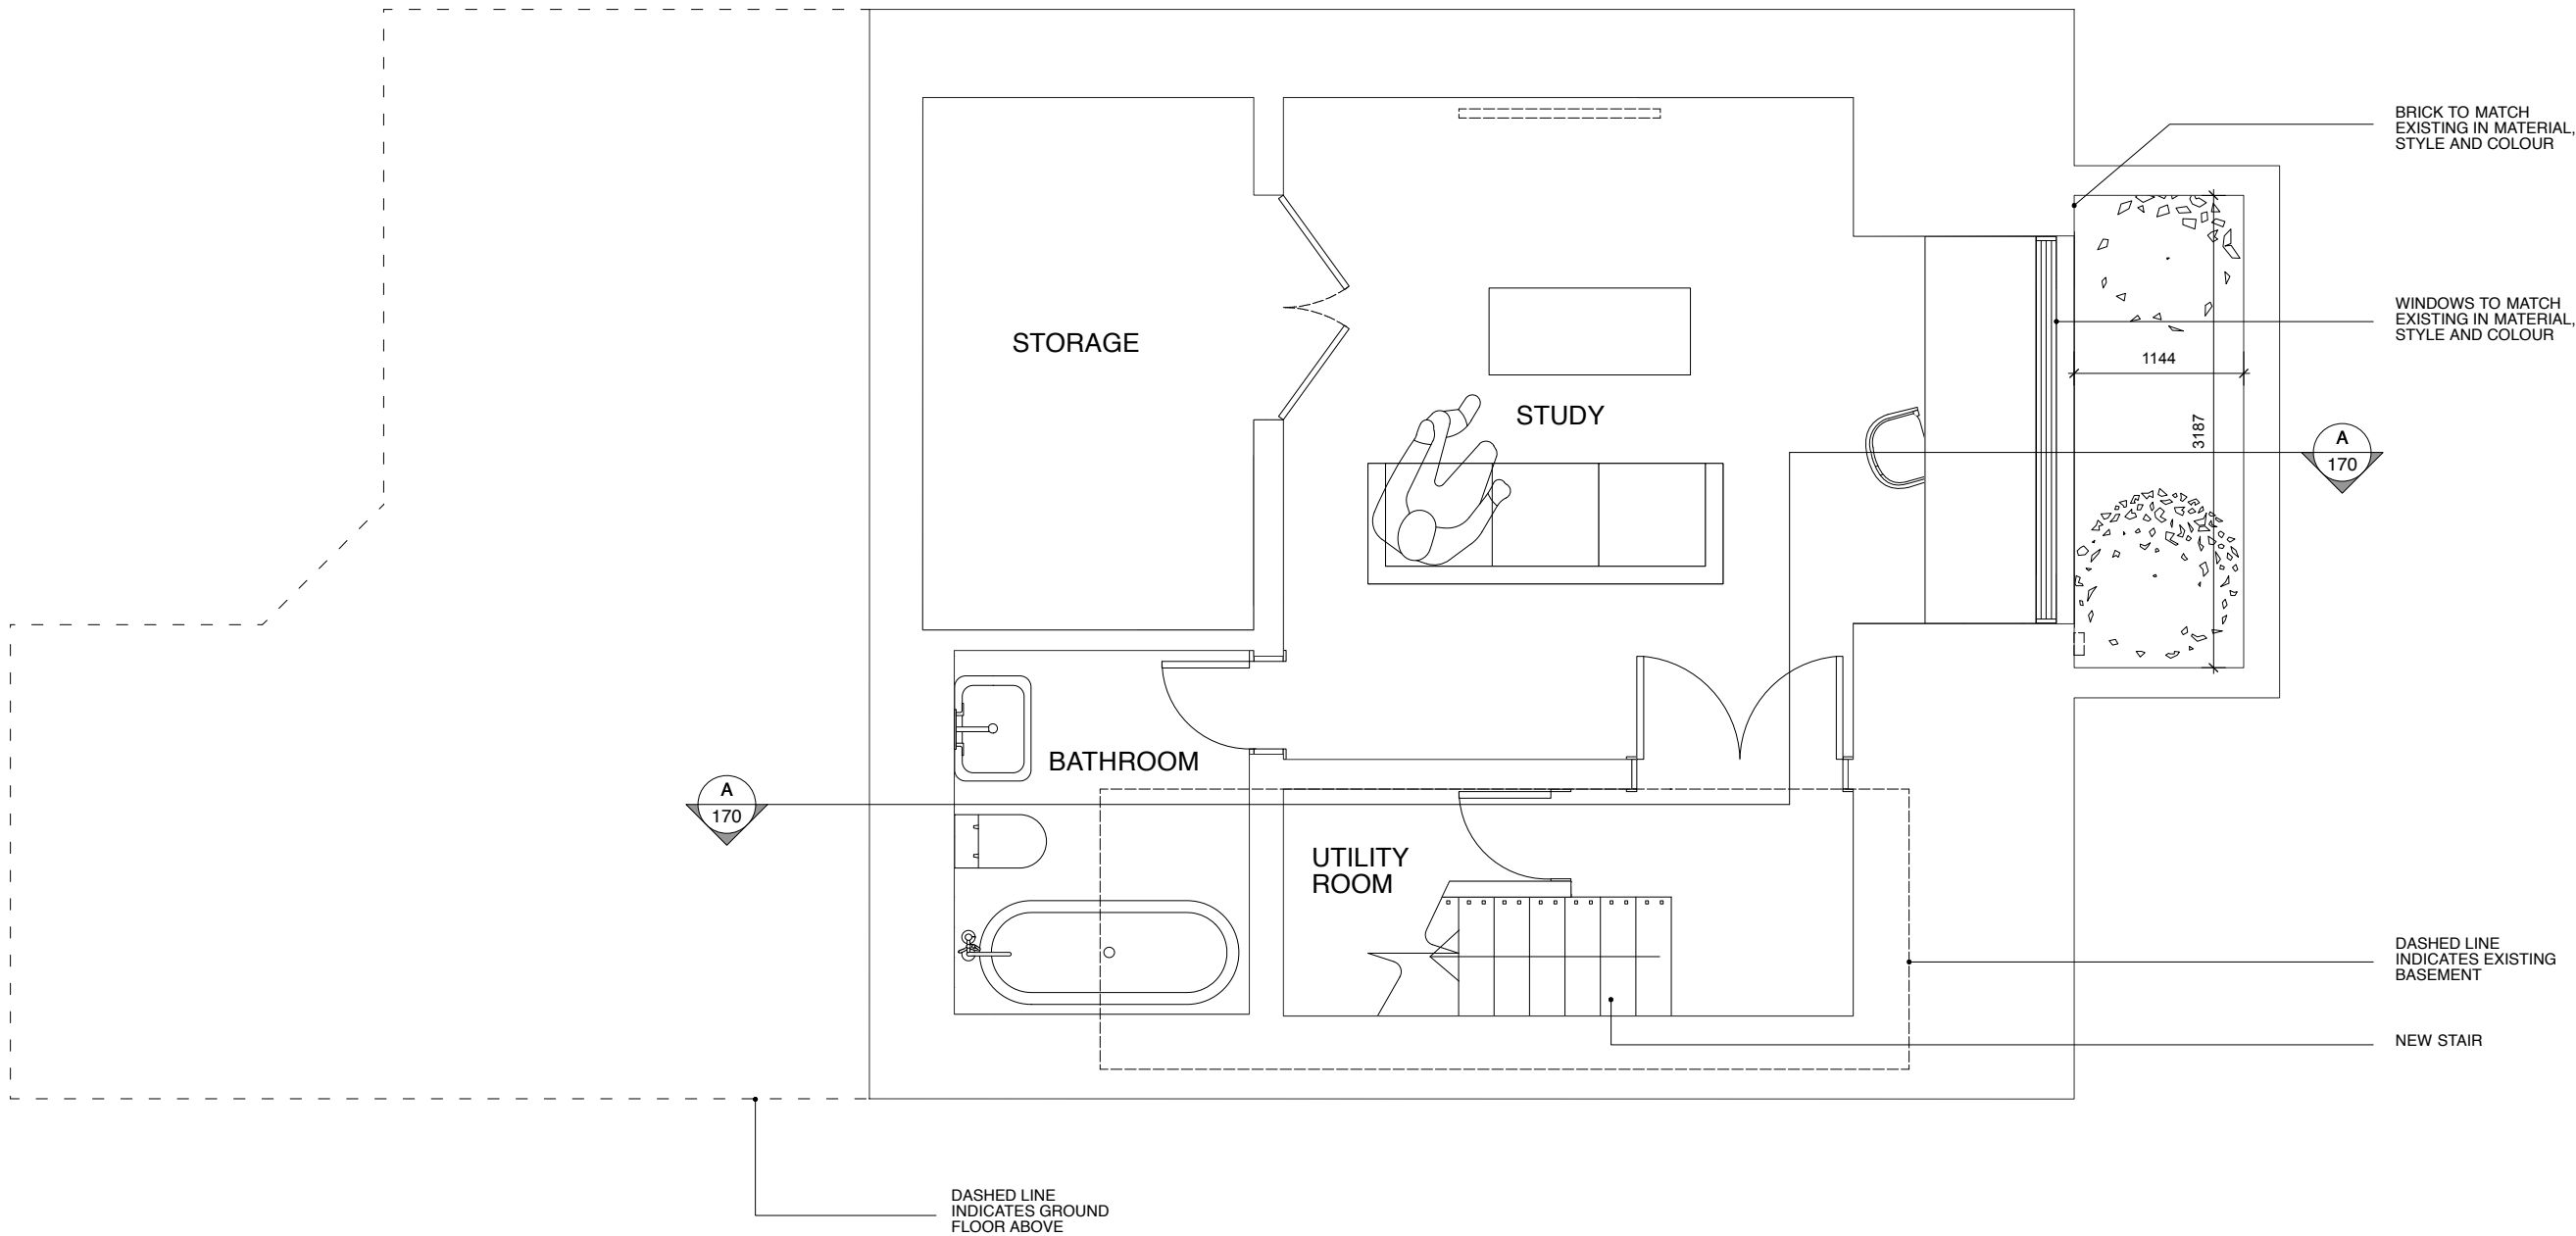 BRICK TO MATCH
EXISTING IN MATERIAL,
STYLE AND COLOUR
WINDOWS TO MATCH
EXISTING IN MATERIAL,
STYLE AND COLOUR
STORAGE
1144
STUDY
3187
A
170
BATHROOM
A
170
UTILITY
ROOM
DASHED LINE
INDICATES EXISTING
BASEMENT
NEW STAIR
DASHED LINE
INDICATES GROUND
FLOOR ABOVE